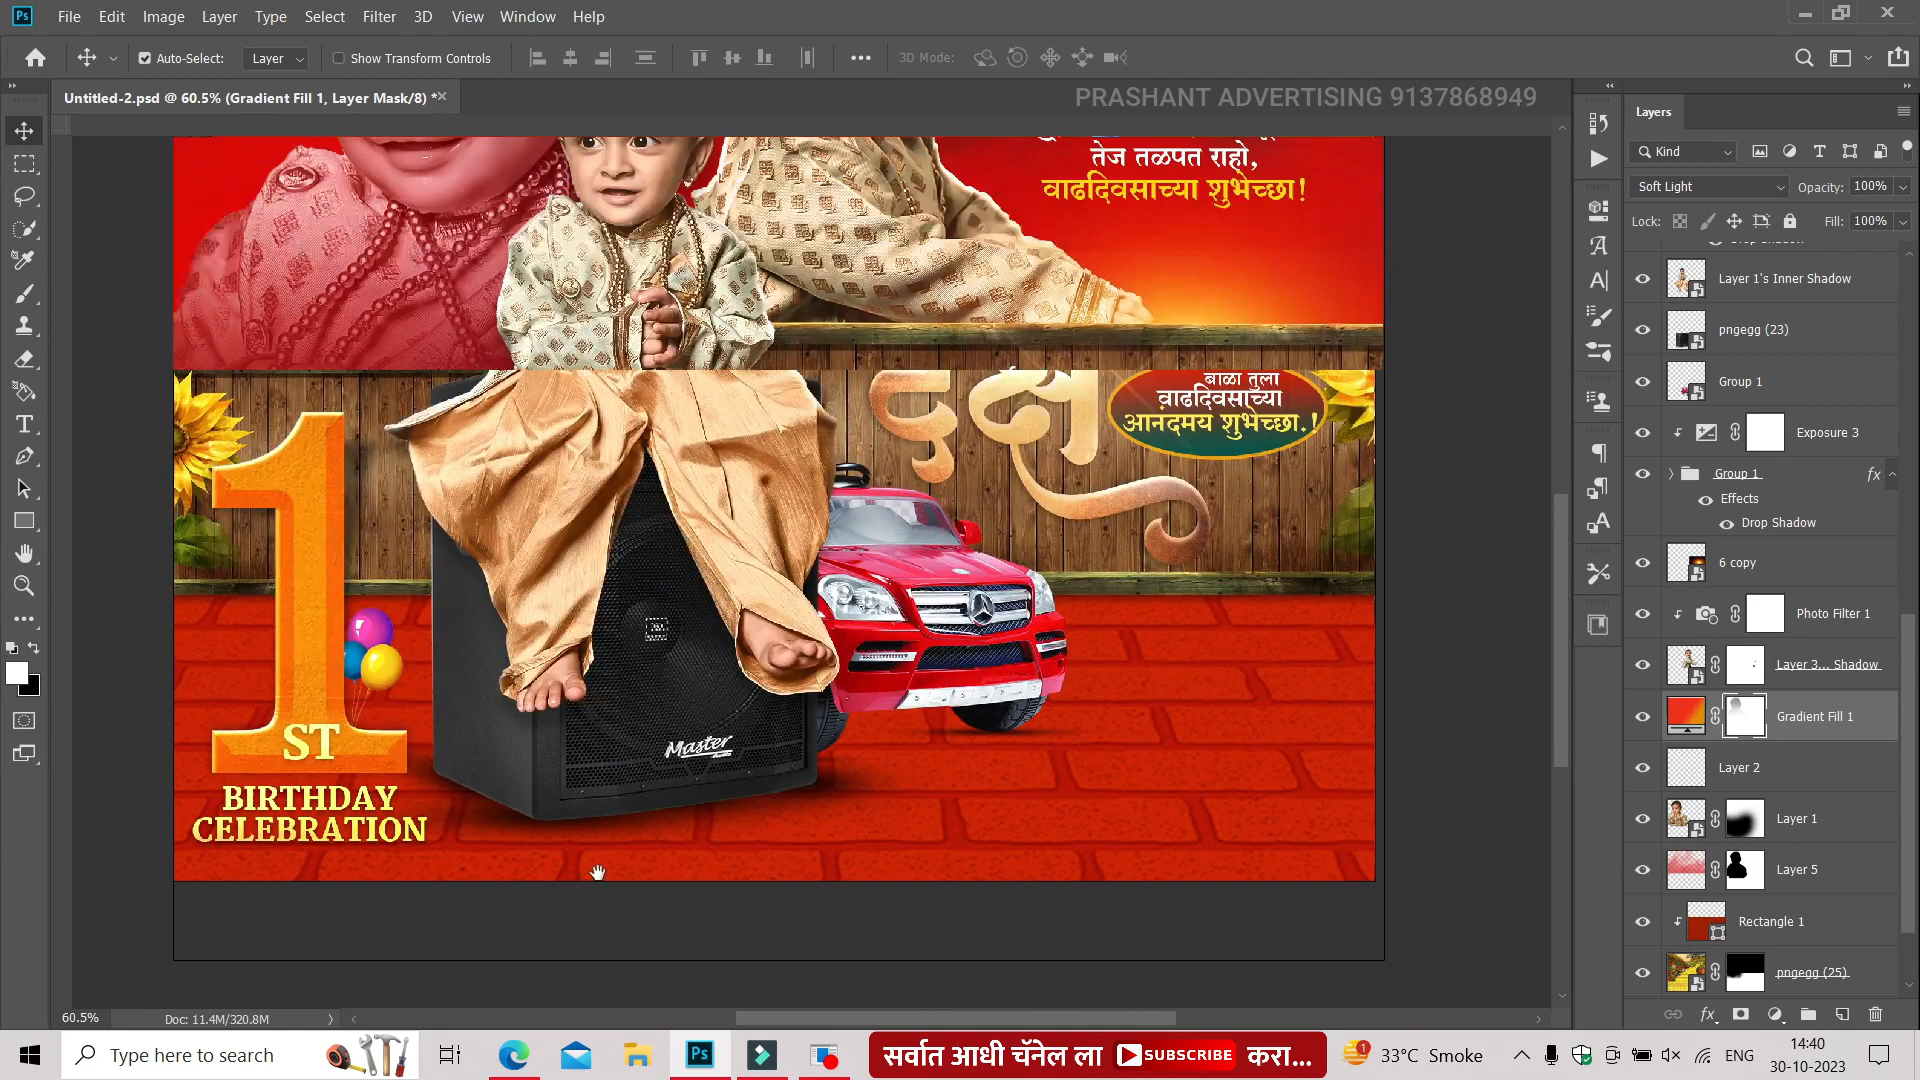 File Edit Image Layer Type Select Filter 3D View Window Help
Auto-Select: Layer Show Transform Controls 3D Mode:
Untitled-2.psd @ 60.5% (Gradient Fill 1, Layer Mask/8) *
PRASHANT ADVERTISING 9137868949
तेज तळपत राहो,
वाढदिवसाच्या शुभेच्छा!
बाळा तुला
वाढदिवसाच्या
आनंदमय शुभेच्छा.!
दक्ष
1
ST
BIRTHDAY
CELEBRATION
Master
Layers
Kind
Soft Light Opacity: 100%
Lock: Fill: 100%
Layer 1's Inner Shadow
pngegg (23)
Group 1
Exposure 3
Group 1 fx
Effects
Drop Shadow
6 copy
Photo Filter 1
Layer 3... Shadow
Gradient Fill 1
Layer 2
Layer 1
Layer 5
Rectangle 1
pngegg (25)
60.5% Doc: 11.4M/320.8M
Type here to search
सर्वात आधी चॅनेल ला SUBSCRIBE करा...
33°C Smoke
ENG
14:40
30-10-2023